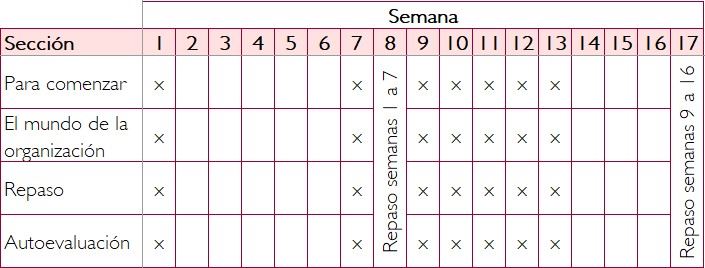 Semana
Sección 1 2 3 4 5 6 7 8 9 10 11 12 13 14 15 16 17
Para comenzar × × × × × × ×
El mundo de la
organización × × × × × × ×
Repaso × × × × × × ×
Autoevaluación × × × × × × ×
Repaso semanas 1 a 7
Repaso semanas 9 a 16